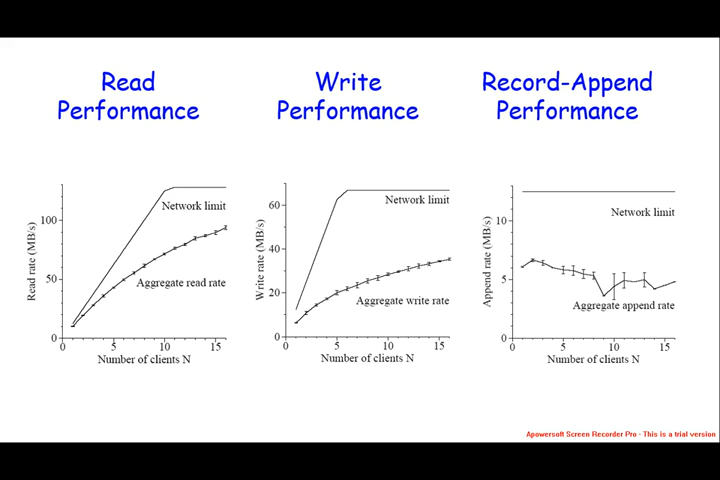 Read
Performance
Write
Performance
Record-Append
Performance
Read rate (MB/s)
100
50
0
Network limit
Aggregate read rate
0
5
10
15
Number of clients N
Write rate (MB/s)
60
40
20
0
Network limit
Aggregate write rate
0
5
10
15
Number of clients N
Append rate (MB/s)
10
5
0
Network limit
Aggregate append rate
0
5
10
15
Number of clients N
Apowersoft Screen Recorder Pro - This is a trial version